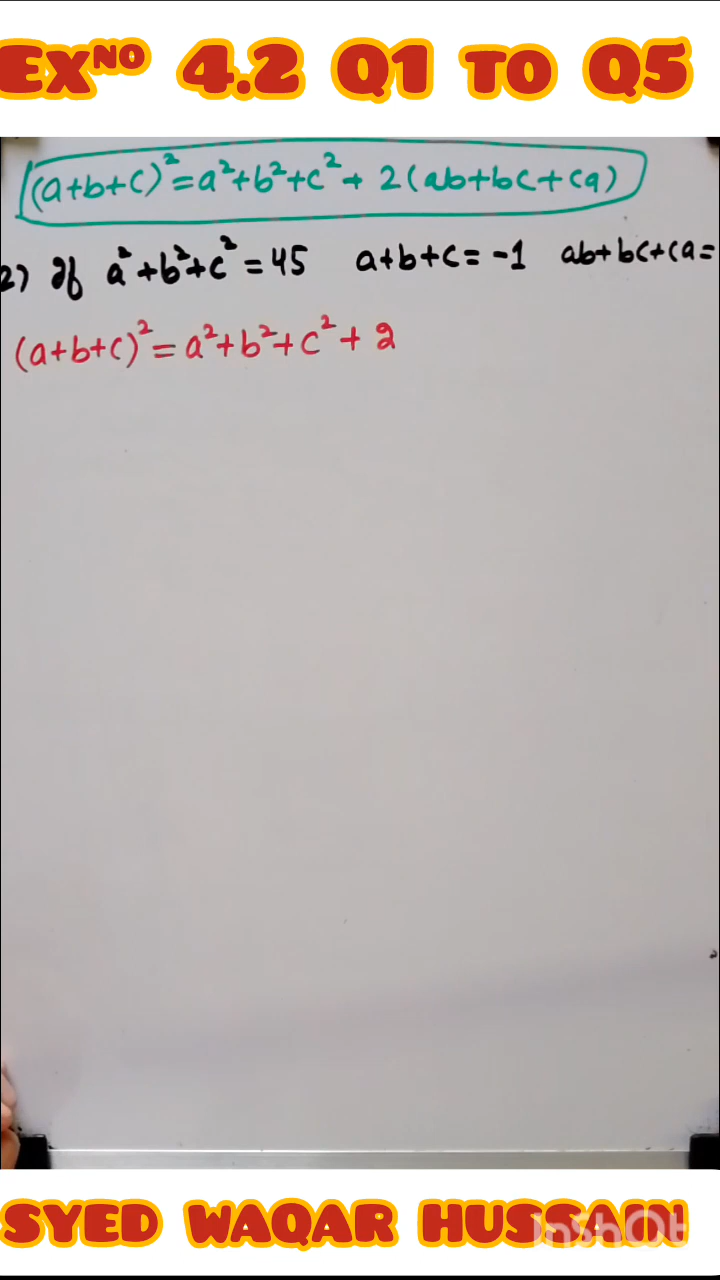 Exᴺᴼ 4.2 Q1 TO Q5
(a+b+c)²=a²+b²+c²+ 2(ab+bc+ca)
2) If a²+b²+c²=45 a+b+c=-1 ab+bc+ca=
(a+b+c)²=a²+b²+c²+2
SYED WAQAR HUSSAIN
InShOt